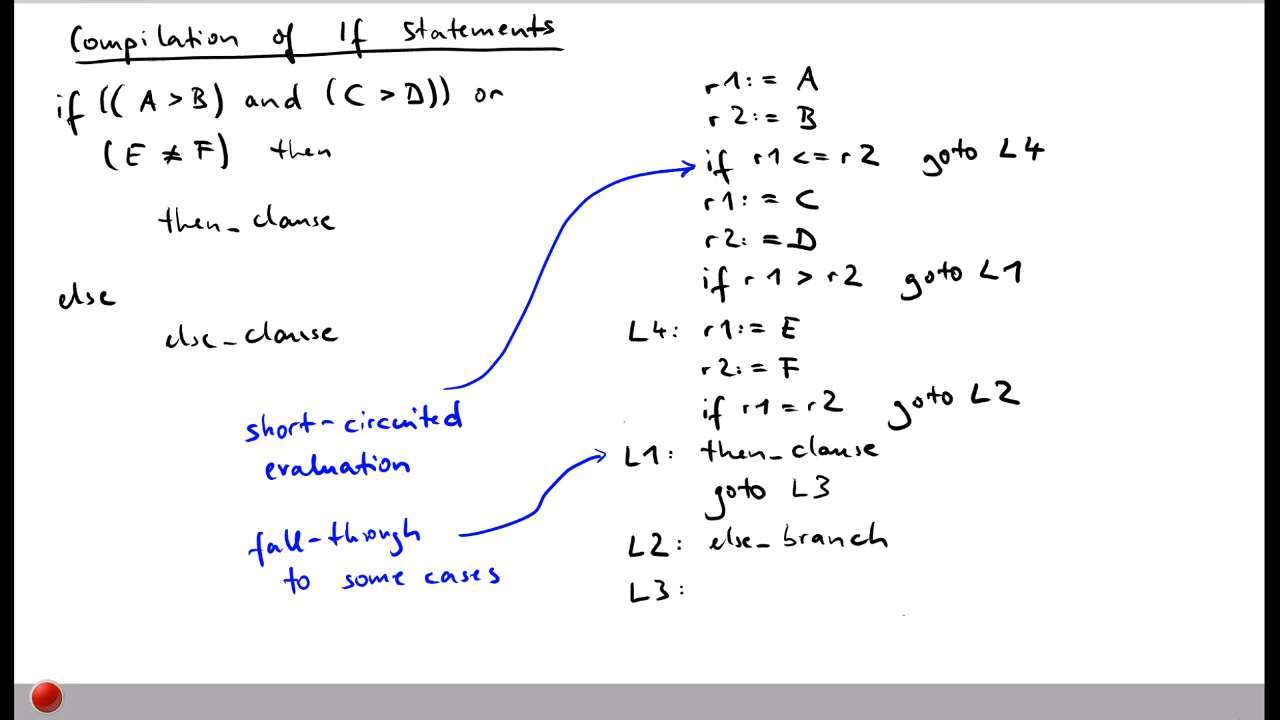 Compilation of If Statements
if (( A > B) and (C > D)) or
(E ≠ F) then
then_clause
else
else_clause
short-circuited
evaluation
fall-through
to some cases
r1:= A
r2:= B
if r1 <= r2 goto L4
r1:= C
r2:= D
if r1 > r2 goto L1
L4: r1:= E
r2:= F
if r1 = r2 goto L2
L1: then_clause
goto L3
L2: else_branch
L3: